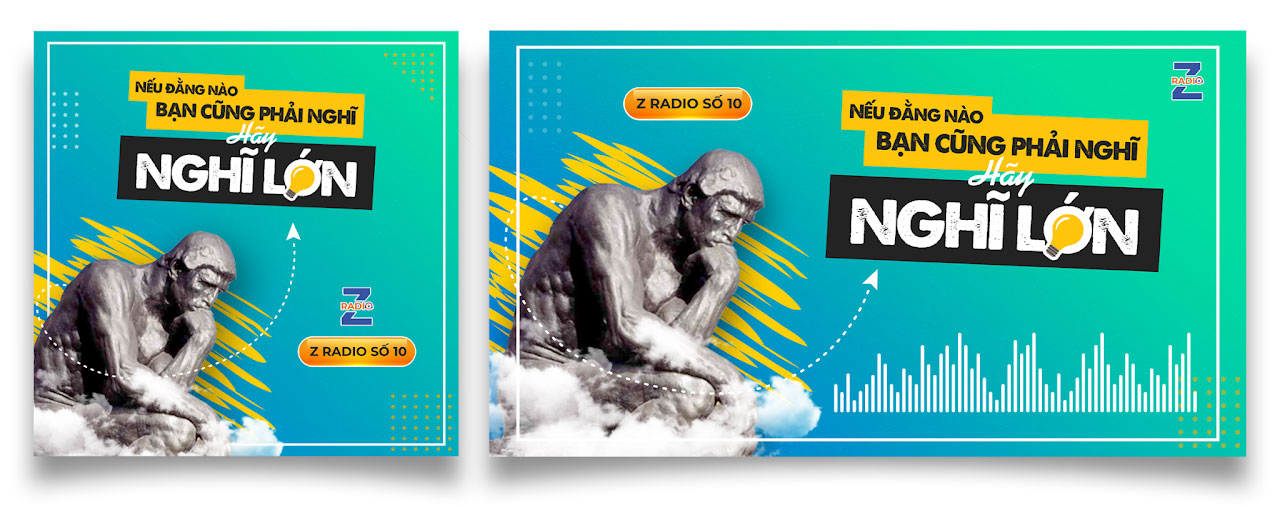 NẾU ĐẰNG NÀO
BẠN CŨNG PHẢI NGHĨ
Hãy
NGHĨ LỚN
Z
RADIO
Z RADIO SỐ 10
Z RADIO SỐ 10
Z
RADIO
NẾU ĐẰNG NÀO
BẠN CŨNG PHẢI NGHĨ
Hãy
NGHĨ LỚN